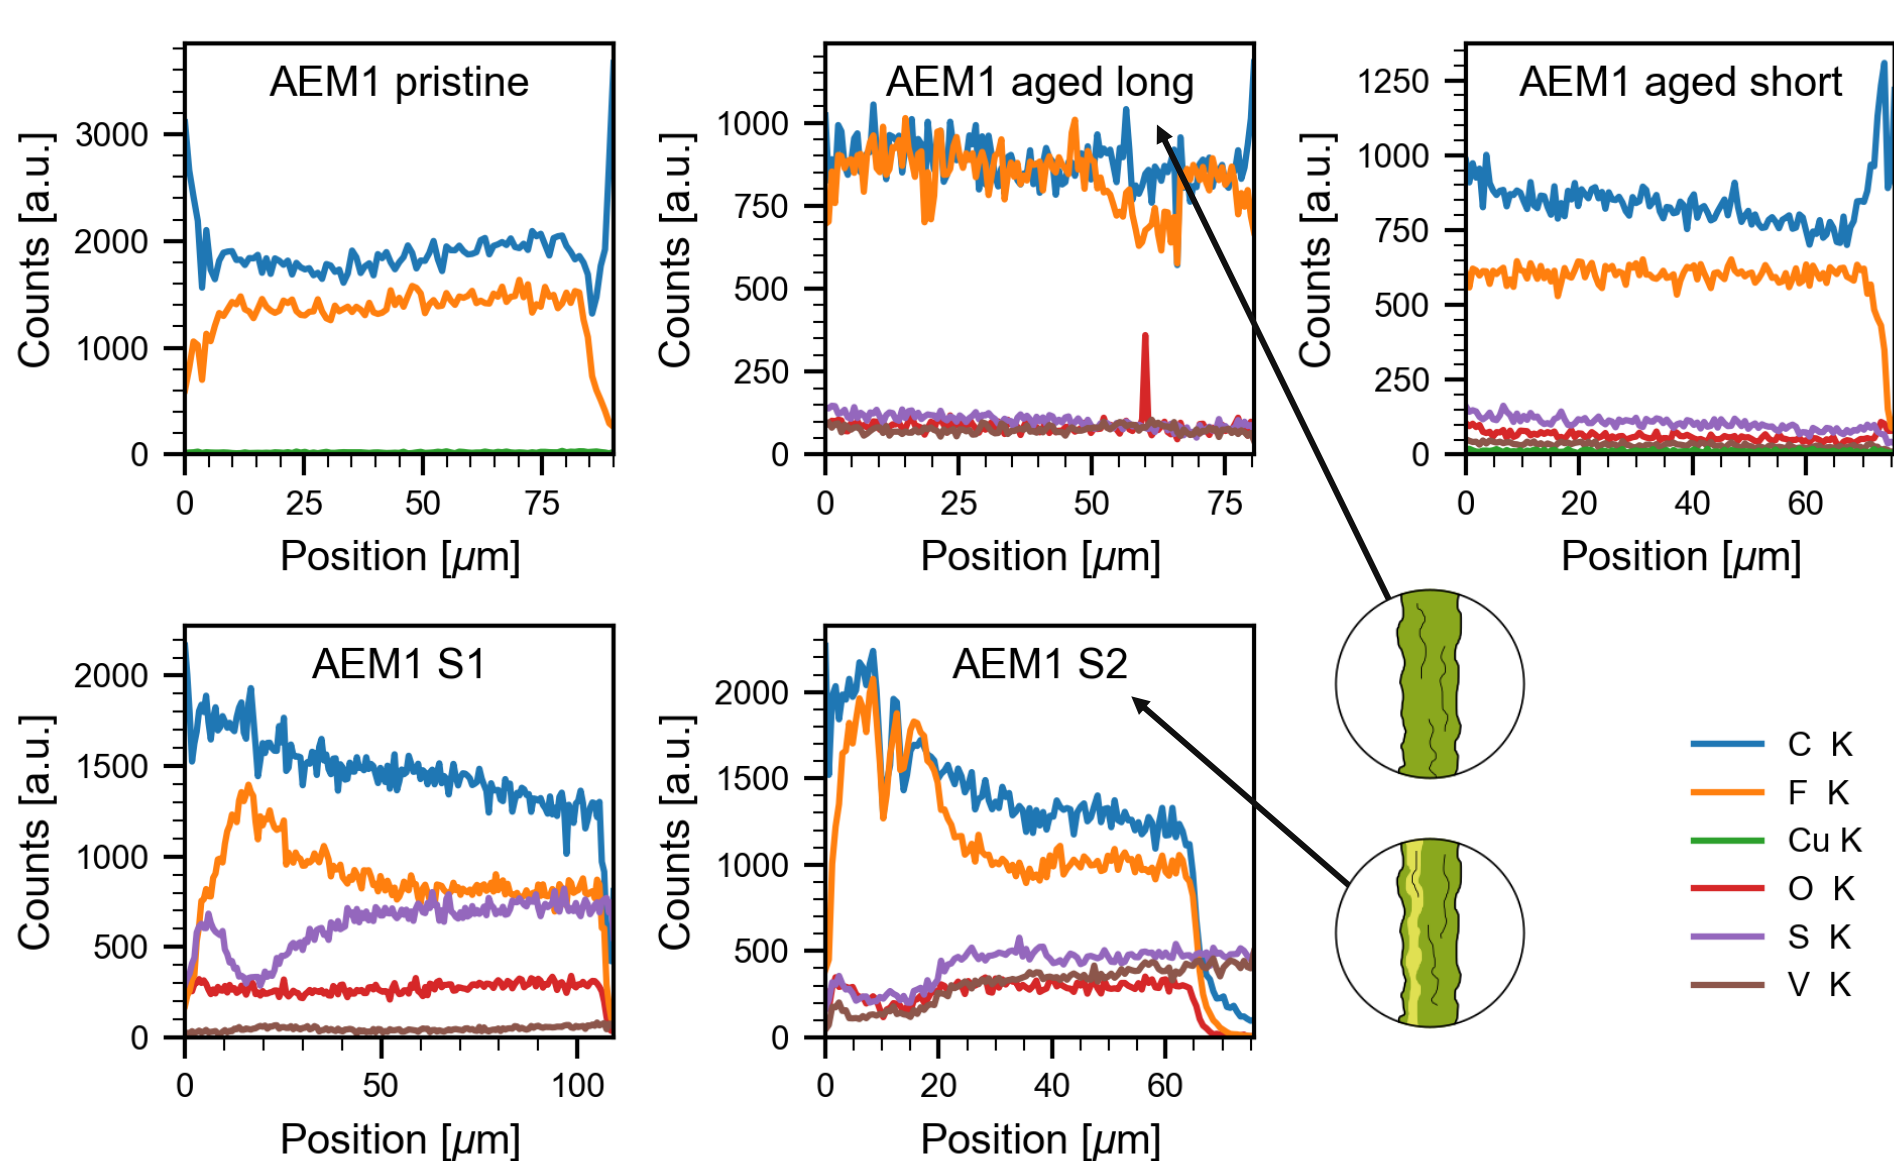 AEM1 pristine
3000
2000
1000
0
0 25 50 75
Counts [a.u.]
Position [µm]
AEM1 aged long
1000
750
500
250
0
0 25 50 75
Counts [a.u.]
Position [µm]
AEM1 aged short
1250
1000
750
500
250
0
0 20 40 60
Counts [a.u.]
Position [µm]
AEM1 S1
2000
1500
1000
500
0
0 50 100
Counts [a.u.]
Position [µm]
AEM1 S2
2000
1500
1000
500
0
0 20 40 60
Counts [a.u.]
Position [µm]
C K
F K
Cu K
O K
S K
V K